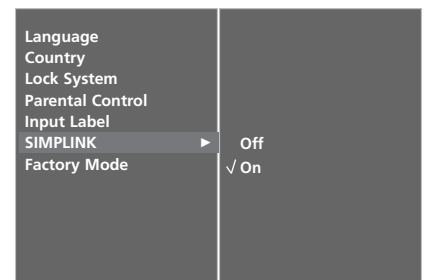 Language
Country
Lock System
Parental Control
Input Label
SIMPLINK ►
Factory Mode
Off
√ On